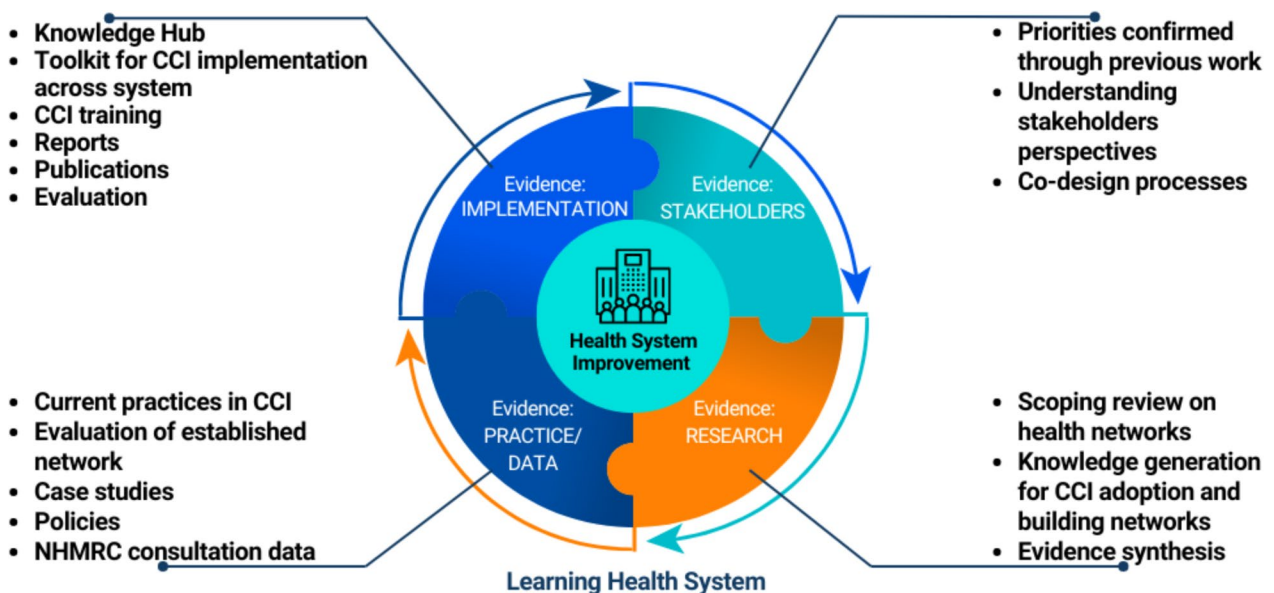 • Knowledge Hub
• Toolkit for CCI implementation
across system
• CCI training
• Reports
• Publications
• Evaluation
• Priorities confirmed
through previous work
• Understanding
stakeholders
perspectives
• Co-design processes
Evidence:
IMPLEMENTATION
Evidence:
STAKEHOLDERS
Health System
Improvement
Evidence:
PRACTICE/
DATA
Evidence:
RESEARCH
• Current practices in CCI
• Evaluation of established
network
• Case studies
• Policies
• NHMRC consultation data
• Scoping review on
health networks
• Knowledge generation
for CCI adoption and
building networks
• Evidence synthesis
Learning Health System